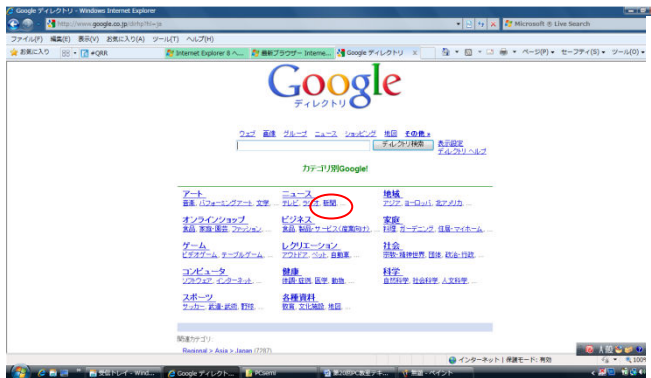 Google ディレクトリ - Windows Internet Explorer
http://www.google.co.jp/dirhp?hl=ja
Microsoft ® Live Search
ファイル(F) 編集(E) 表示(V) お気に入り(A) ツール(T) ヘルプ(H)
お気に入り
Internet Explorer 8 へ...
最新ブラウザー Interne...
Google ディレクトリ
ページ(P) セーフティ(S) ツール(O)
Google
ディレクトリ
ウェブ 画像 グループ ニュース ショッピング 地図 その他 »
ディレクトリ検索
表示設定
ディレクトリ ヘルプ
カテゴリ別Google!
アート ニュース 地域
音楽, パフォーミングアート, 文学, ... テレビ, ラジオ, 新聞, ... アジア, ヨーロッパ, 北アメリカ, ...
オンラインショップ ビジネス 家庭
食品, 家庭・園芸, ファッション, ... 食品, 製品・サービス(産業向け), ... 料理, ガーデニング, 住居・マイホーム, ...
ゲーム レクリエーション 社会
ビデオゲーム, テーブルゲーム, ... アウトドア, ペット, 自動車, ... 宗教・精神世界, 団体, 政治・行政, ...
コンピュータ 健康 科学
ソフトウェア, インターネット, ... 体調・症状, 医学, 動物, ... 自然科学, 社会科学, 人文科学, ...
スポーツ 各種資料
サッカー, 武道・武術, 野球, ... 教育, 文化施設, 地図, ...
関連カテゴリ:
Regional > Asia > Japan (7287)
インターネット | 保護モード: 有効
100%
受信トレイ - Wind...
Google ディレクト...
PCsemi
第20回PC教室テキ...
無題 - ペイント